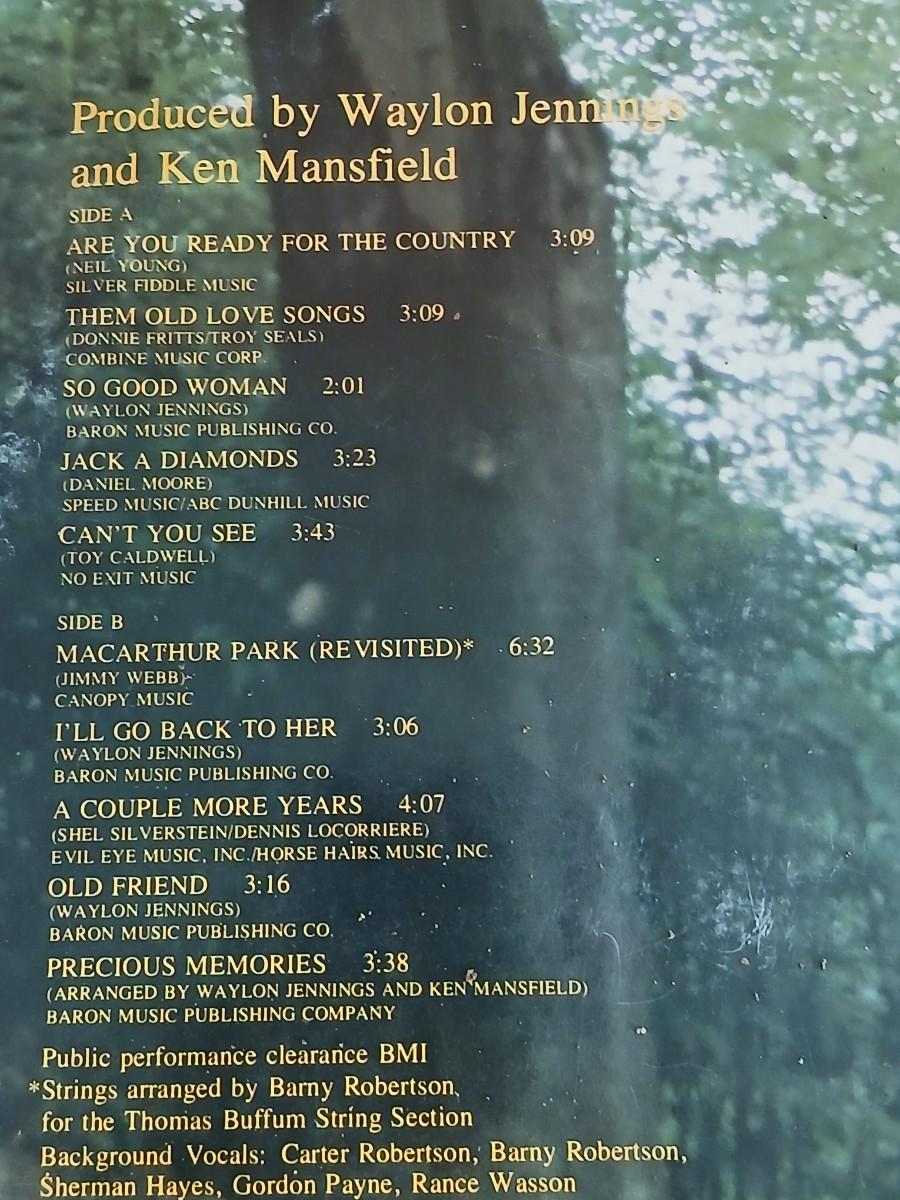 Produced by Waylon Jennings
and Ken Mansfield
SIDE A
ARE YOU READY FOR THE COUNTRY 3:09
(NEIL YOUNG)
SILVER FIDDLE MUSIC
THEM OLD LOVE SONGS 3:09
(DONNIE FRITTS/TROY SEALS)
COMBINE MUSIC CORP.
SO GOOD WOMAN 2:01
(WAYLON JENNINGS)
BARON MUSIC PUBLISHING CO.
JACK A DIAMONDS 3:23
(DANIEL MOORE)
SPEED MUSIC/ABC DUNHILL MUSIC
CAN'T YOU SEE 3:43
(TOY CALDWELL)
NO EXIT MUSIC
SIDE B
MACARTHUR PARK (REVISITED)* 6:32
(JIMMY WEBB)
CANOPY MUSIC
I'LL GO BACK TO HER 3:06
(WAYLON JENNINGS)
BARON MUSIC PUBLISHING CO.
A COUPLE MORE YEARS 4:07
(SHEL SILVERSTEIN/DENNIS LOCORRIERE)
EVIL EYE MUSIC, INC./HORSE HAIRS MUSIC, INC.
OLD FRIEND 3:16
(WAYLON JENNINGS)
BARON MUSIC PUBLISHING CO.
PRECIOUS MEMORIES 3:38
(ARRANGED BY WAYLON JENNINGS AND KEN MANSFIELD)
BARON MUSIC PUBLISHING COMPANY
Public performance clearance BMI
*Strings arranged by Barny Robertson,
for the Thomas Buffum String Section
Background Vocals: Carter Robertson, Barny Robertson,
Sherman Hayes, Gordon Payne, Rance Wasson